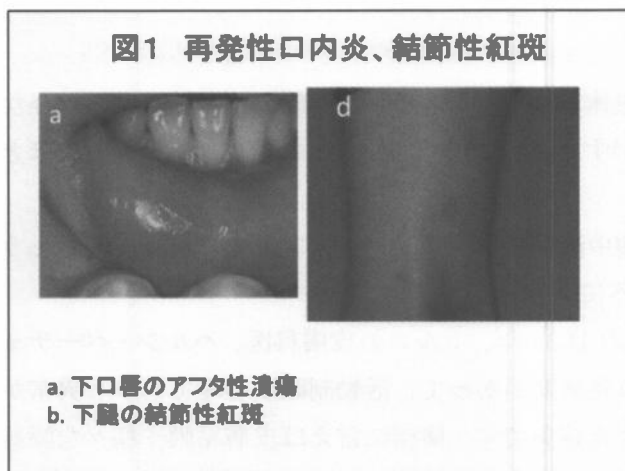 図1 再発性口内炎、結節性紅斑
a
d
a. 下口唇のアフタ性潰瘍
b. 下腿の結節性紅斑